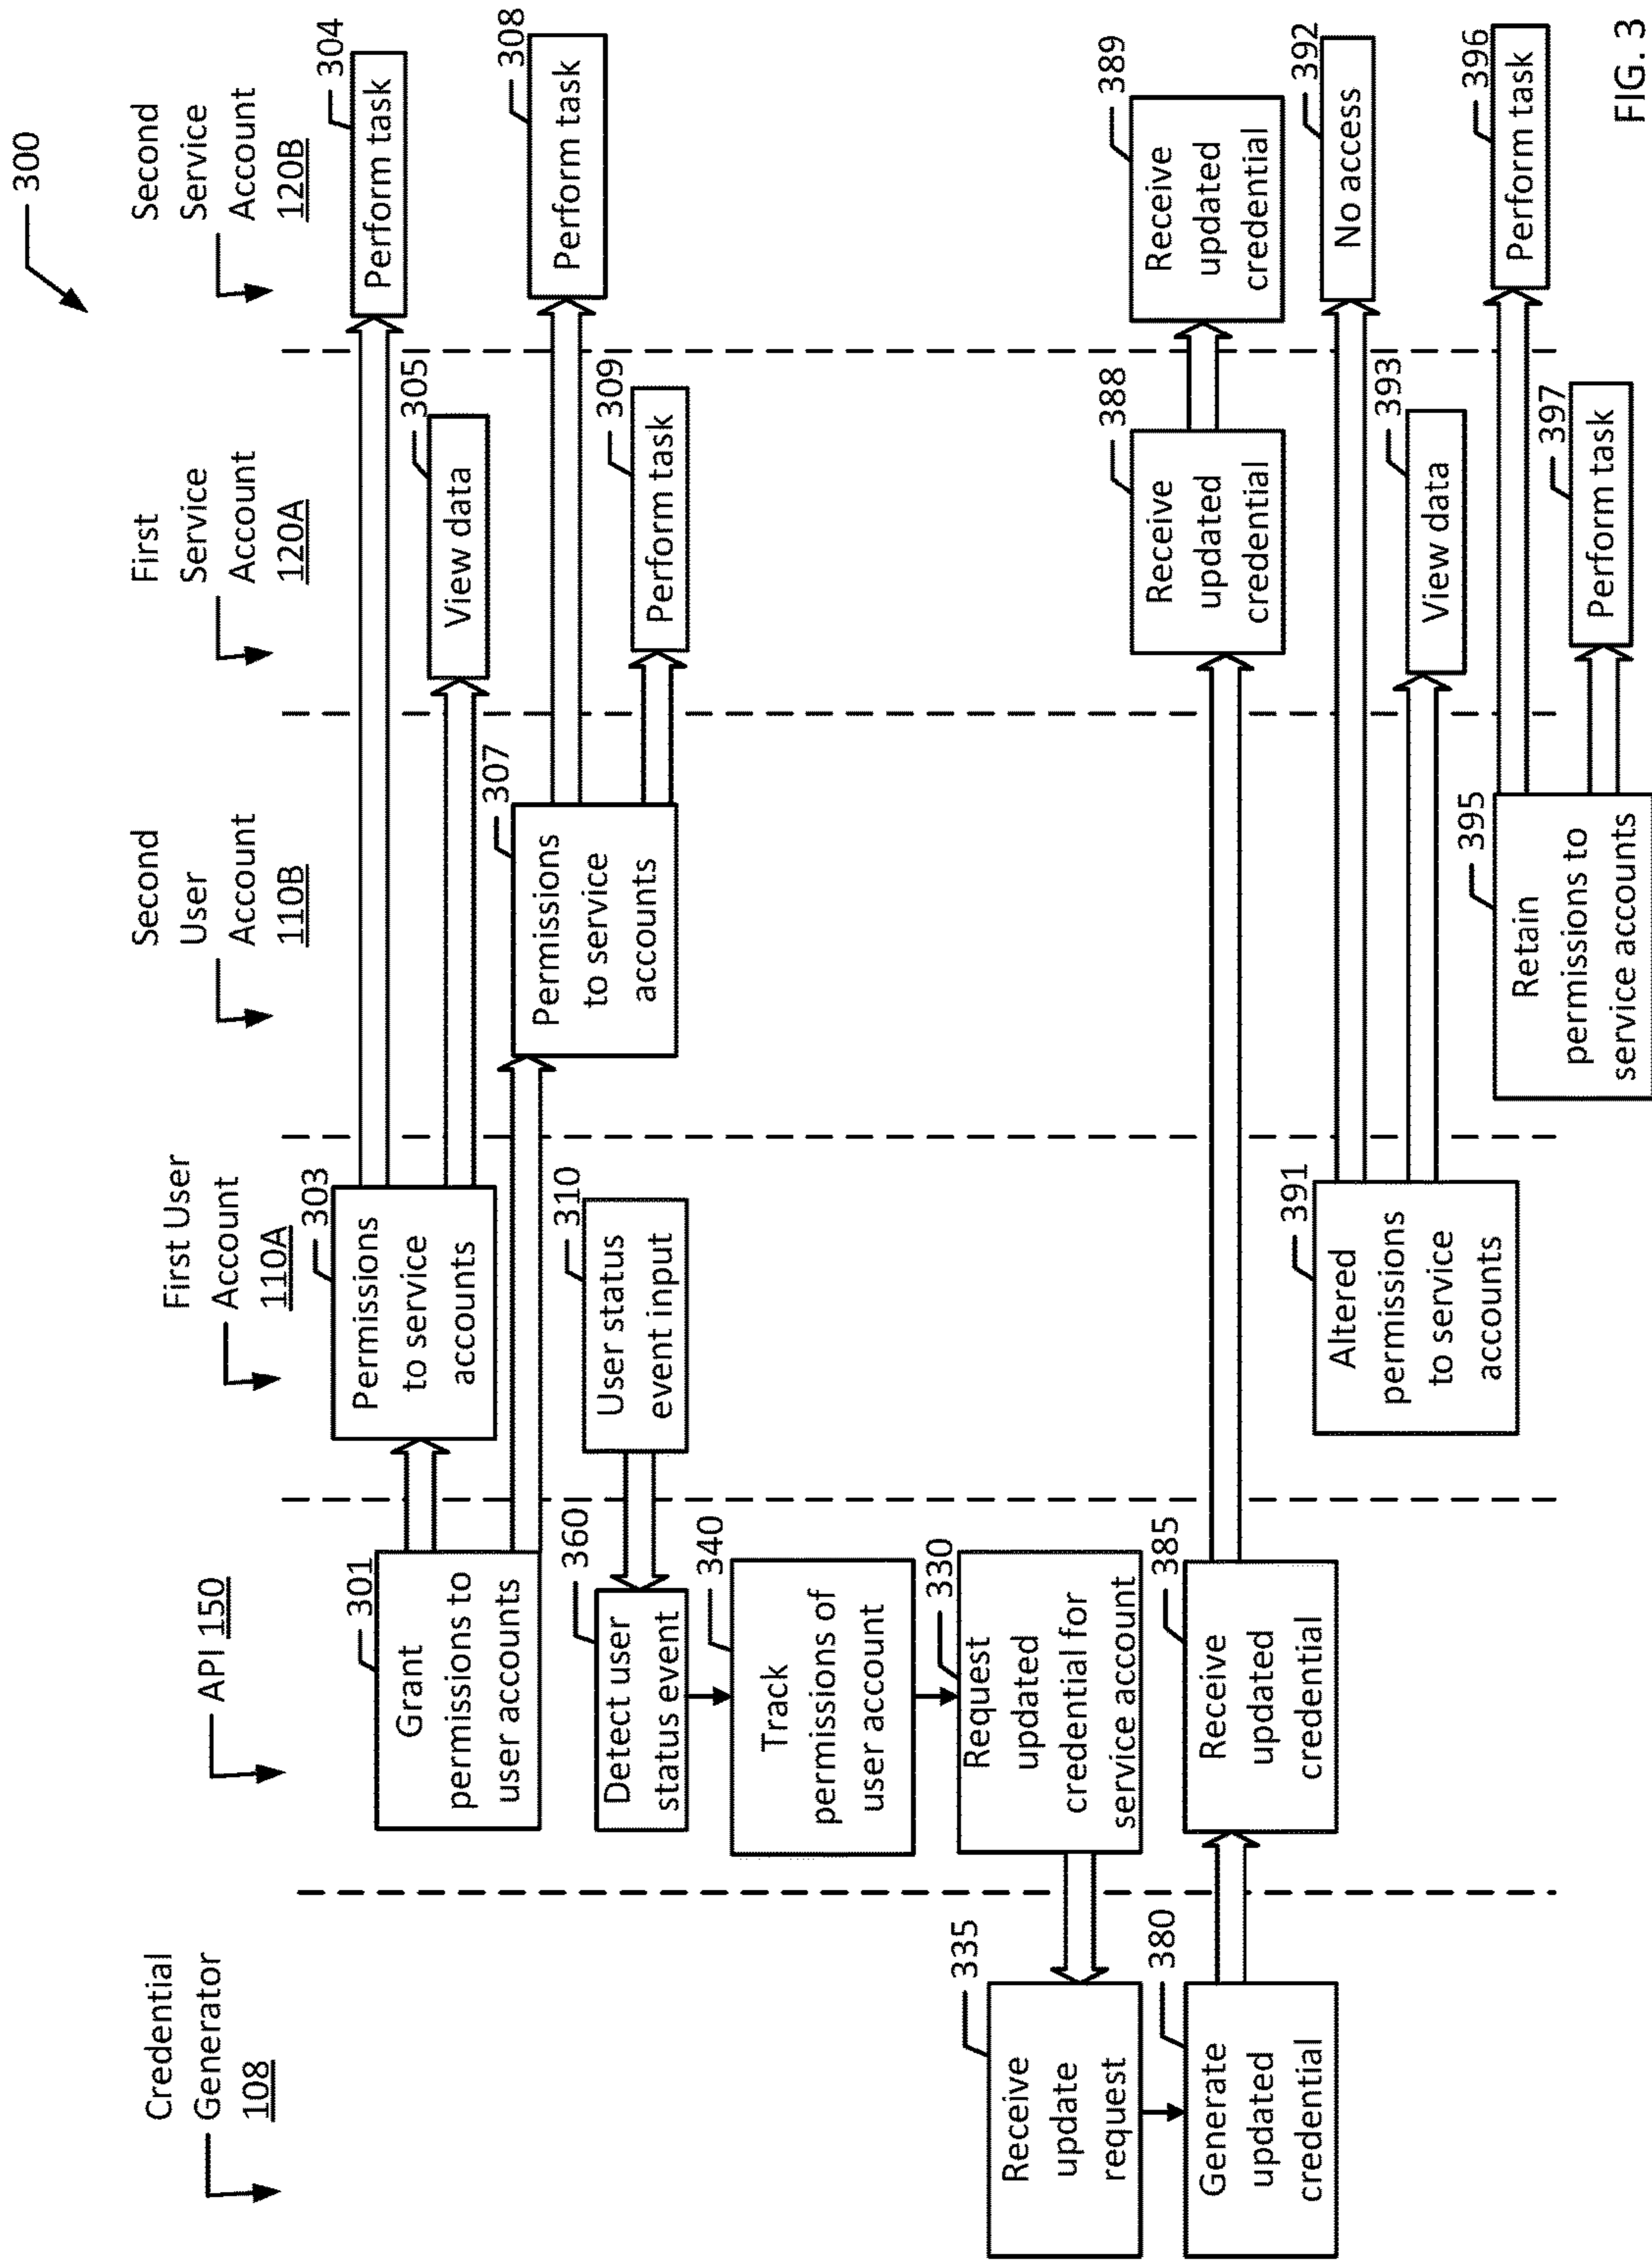 300
Credential
Generator
108
API 150
First User
Account
110A
Second
User
Account
110B
First
Service
Account
120A
Second
Service
Account
120B
301
Grant
permissions to
user accounts
303
Permissions
to service
accounts
304
Perform task
305
View data
307
Permissions
to service
accounts
308
Perform task
309
Perform task
310
User status
event input
360
Detect user
status event
340
Track
permissions of
user account
330
Request
updated
credential for
service account
335
Receive
update
request
380
Generate
updated
credential
385
Receive
updated
credential
388
Receive
updated
credential
389
Receive
updated
credential
391
Altered
permissions
to service
accounts
392
No access
393
View data
395
Retain
permissions to
service accounts
396
Perform task
397
Perform task
FIG. 3